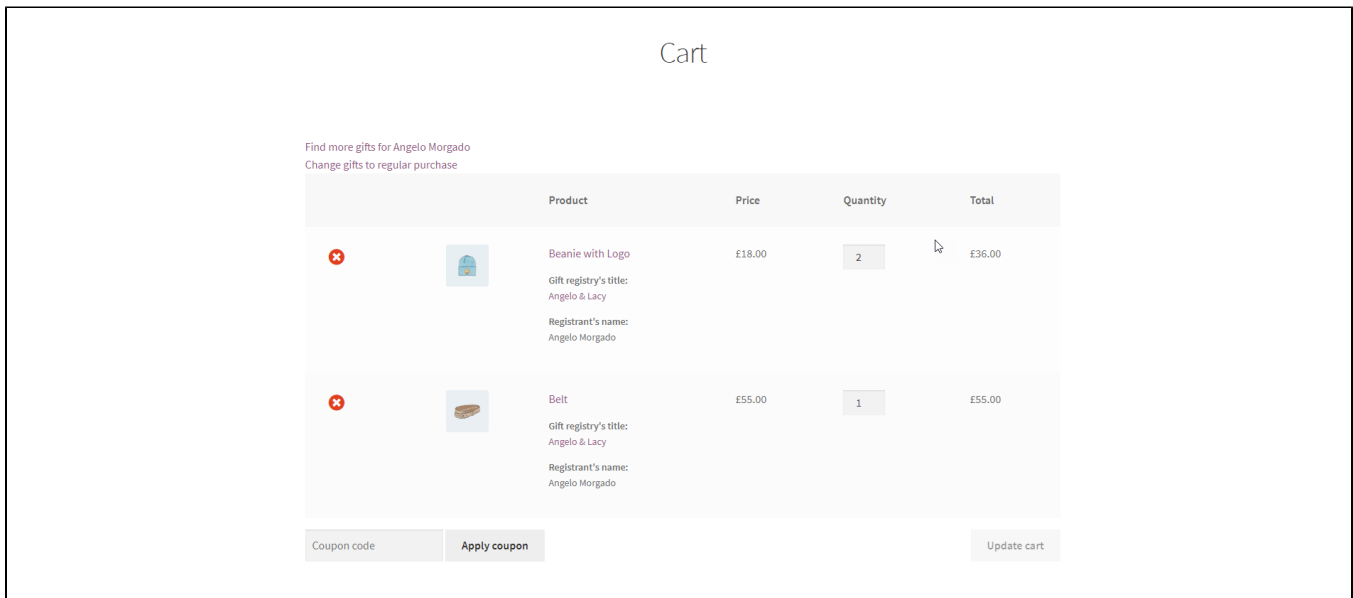 Cart
Find more gifts for Angelo Morgado
Change gifts to regular purchase
Product Price Quantity Total
Beanie with Logo £18.00 2 £36.00
Gift registry's title:
Angelo & Lacy
Registrant's name:
Angelo Morgado
Belt £55.00 1 £55.00
Gift registry's title:
Angelo & Lacy
Registrant's name:
Angelo Morgado
Coupon code Apply coupon Update cart